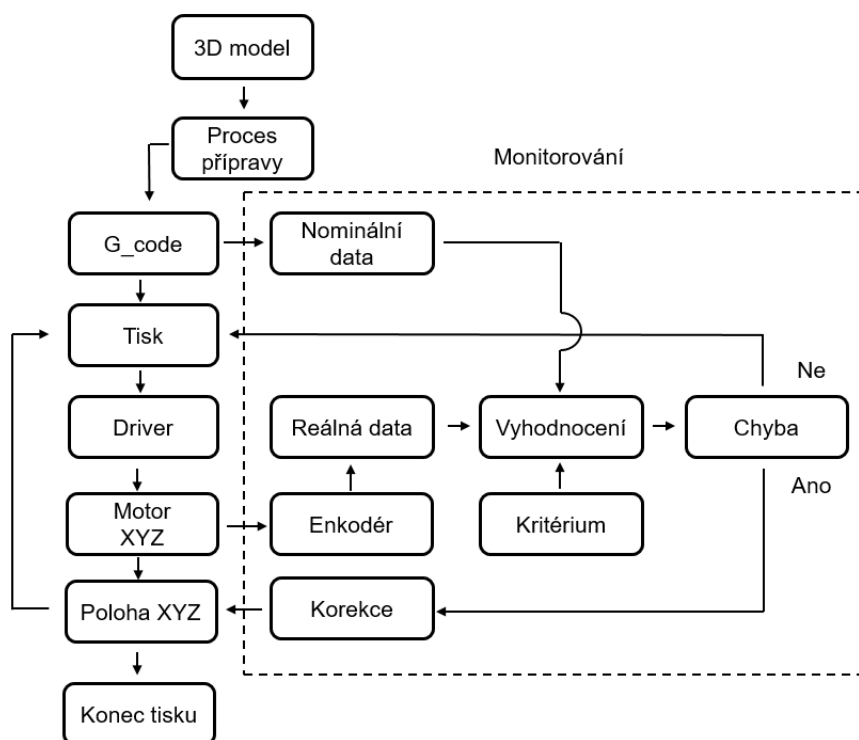 3D model
Proces
přípravy
Monitorování
G_code
Nominální
data
Tisk
Ne
Driver
Reálná data
Vyhodnocení
Chyba
Ano
Motor
XYZ
Enkodér
Kritérium
Poloha XYZ
Korekce
Konec tisku